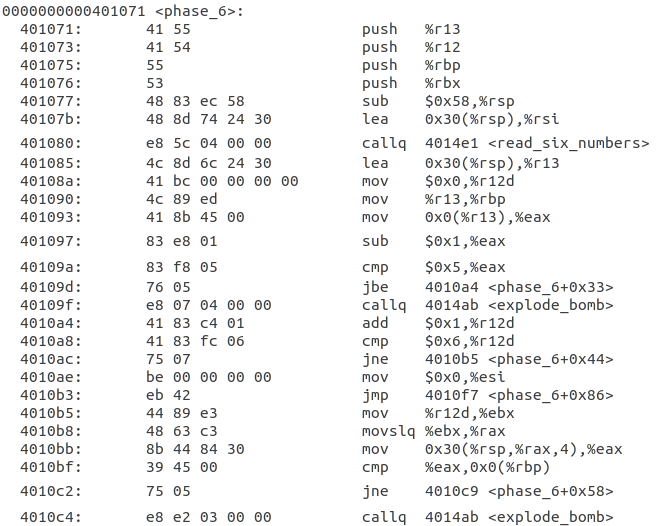 0000000000401071 <phase_6>:
401071: 41 55 push %r13
401073: 41 54 push %r12
401075: 55 push %rbp
401076: 53 push %rbx
401077: 48 83 ec 58 sub $0x58,%rsp
40107b: 48 8d 74 24 30 lea 0x30(%rsp),%rsi
401080: e8 5c 04 00 00 callq 4014e1 <read_six_numbers>
401085: 4c 8d 6c 24 30 lea 0x30(%rsp),%r13
40108a: 41 bc 00 00 00 00 mov $0x0,%r12d
401090: 4c 89 ed mov %r13,%rbp
401093: 41 8b 45 00 mov 0x0(%r13),%eax
401097: 83 e8 01 sub $0x1,%eax
40109a: 83 f8 05 cmp $0x5,%eax
40109d: 76 05 jbe 4010a4 <phase_6+0x33>
40109f: e8 07 04 00 00 callq 4014ab <explode_bomb>
4010a4: 41 83 c4 01 add $0x1,%r12d
4010a8: 41 83 fc 06 cmp $0x6,%r12d
4010ac: 75 07 jne 4010b5 <phase_6+0x44>
4010ae: be 00 00 00 00 mov $0x0,%esi
4010b3: eb 42 jmp 4010f7 <phase_6+0x86>
4010b5: 44 89 e3 mov %r12d,%ebx
4010b8: 48 63 c3 movslq %ebx,%rax
4010bb: 8b 44 84 30 mov 0x30(%rsp,%rax,4),%eax
4010bf: 39 45 00 cmp %eax,0x0(%rbp)
4010c2: 75 05 jne 4010c9 <phase_6+0x58>
4010c4: e8 e2 03 00 00 callq 4014ab <explode_bomb>